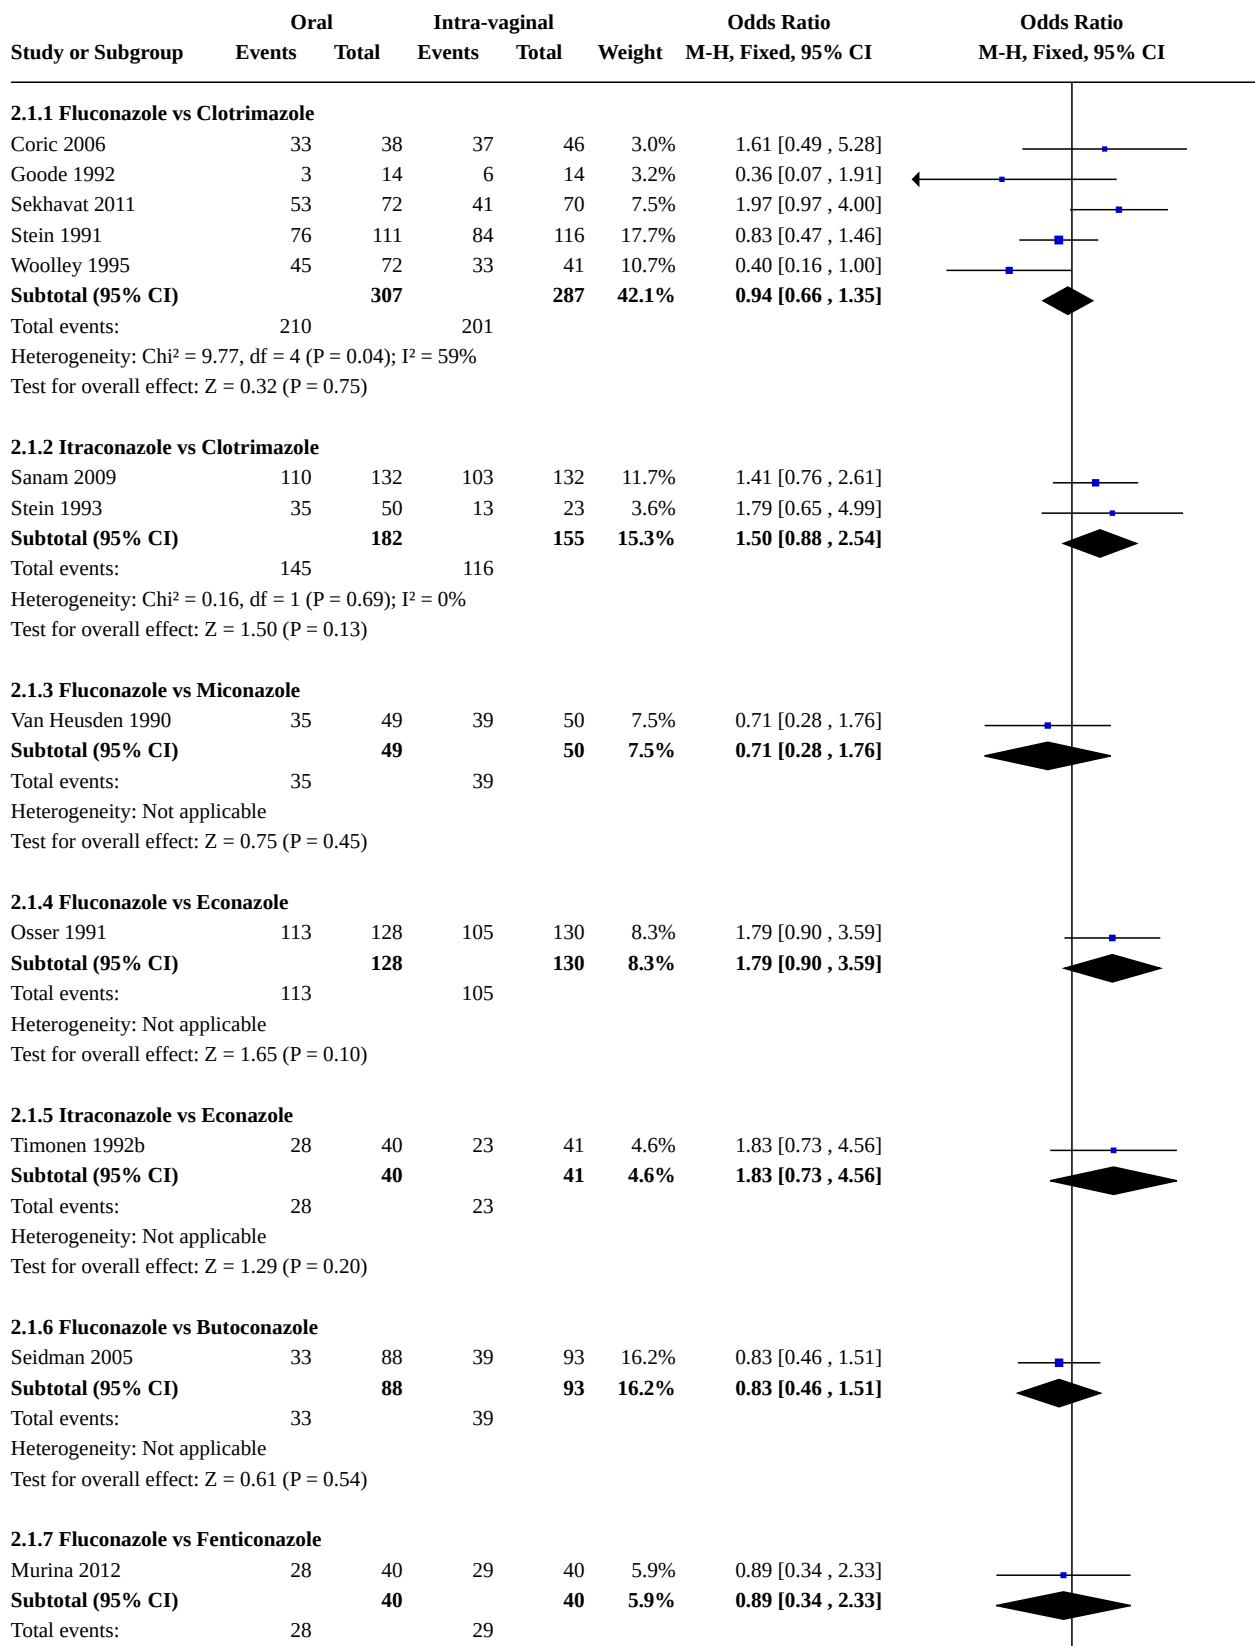 Oral Intra-vaginal Odds Ratio Odds Ratio
Study or Subgroup Events Total Events Total Weight M-H, Fixed, 95% CI M-H, Fixed, 95% CI
2.1.1 Fluconazole vs Clotrimazole
Coric 2006 33 38 37 46 3.0% 1.61 [0.49 , 5.28]
Goode 1992 3 14 6 14 3.2% 0.36 [0.07 , 1.91]
Sekhavat 2011 53 72 41 70 7.5% 1.97 [0.97 , 4.00]
Stein 1991 76 111 84 116 17.7% 0.83 [0.47 , 1.46]
Woolley 1995 45 72 33 41 10.7% 0.40 [0.16 , 1.00]
Subtotal (95% CI) 307 287 42.1% 0.94 [0.66 , 1.35]
Total events: 210 201
Heterogeneity: Chi² = 9.77, df = 4 (P = 0.04); I² = 59%
Test for overall effect: Z = 0.32 (P = 0.75)
2.1.2 Itraconazole vs Clotrimazole
Sanam 2009 110 132 103 132 11.7% 1.41 [0.76 , 2.61]
Stein 1993 35 50 13 23 3.6% 1.79 [0.65 , 4.99]
Subtotal (95% CI) 182 155 15.3% 1.50 [0.88 , 2.54]
Total events: 145 116
Heterogeneity: Chi² = 0.16, df = 1 (P = 0.69); I² = 0%
Test for overall effect: Z = 1.50 (P = 0.13)
2.1.3 Fluconazole vs Miconazole
Van Heusden 1990 35 49 39 50 7.5% 0.71 [0.28 , 1.76]
Subtotal (95% CI) 49 50 7.5% 0.71 [0.28 , 1.76]
Total events: 35 39
Heterogeneity: Not applicable
Test for overall effect: Z = 0.75 (P = 0.45)
2.1.4 Fluconazole vs Econazole
Osser 1991 113 128 105 130 8.3% 1.79 [0.90 , 3.59]
Subtotal (95% CI) 128 130 8.3% 1.79 [0.90 , 3.59]
Total events: 113 105
Heterogeneity: Not applicable
Test for overall effect: Z = 1.65 (P = 0.10)
2.1.5 Itraconazole vs Econazole
Timonen 1992b 28 40 23 41 4.6% 1.83 [0.73 , 4.56]
Subtotal (95% CI) 40 41 4.6% 1.83 [0.73 , 4.56]
Total events: 28 23
Heterogeneity: Not applicable
Test for overall effect: Z = 1.29 (P = 0.20)
2.1.6 Fluconazole vs Butoconazole
Seidman 2005 33 88 39 93 16.2% 0.83 [0.46 , 1.51]
Subtotal (95% CI) 88 93 16.2% 0.83 [0.46 , 1.51]
Total events: 33 39
Heterogeneity: Not applicable
Test for overall effect: Z = 0.61 (P = 0.54)
2.1.7 Fluconazole vs Fenticonazole
Murina 2012 28 40 29 40 5.9% 0.89 [0.34 , 2.33]
Subtotal (95% CI) 40 40 5.9% 0.89 [0.34 , 2.33]
Total events: 28 29